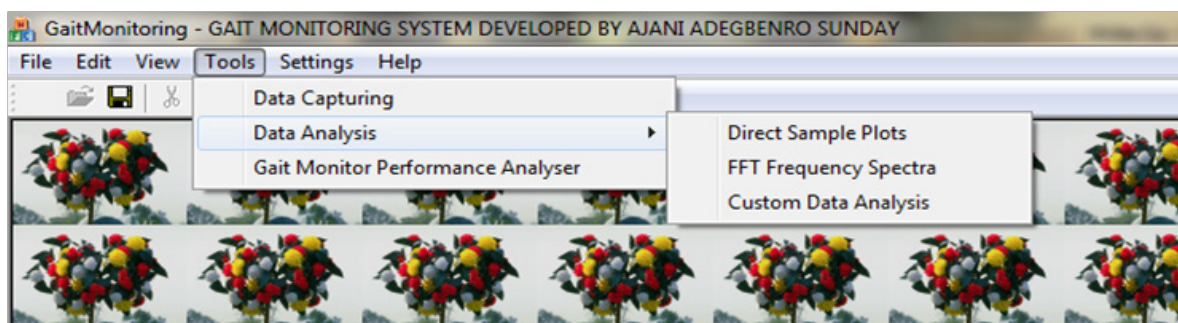 GaitMonitoring - GAIT MONITORING SYSTEM DEVELOPED BY AJANI ADEGBENRO SUNDAY
File Edit View Tools Settings Help
Data Capturing
Data Analysis
Gait Monitor Performance Analyser
Direct Sample Plots
FFT Frequency Spectra
Custom Data Analysis